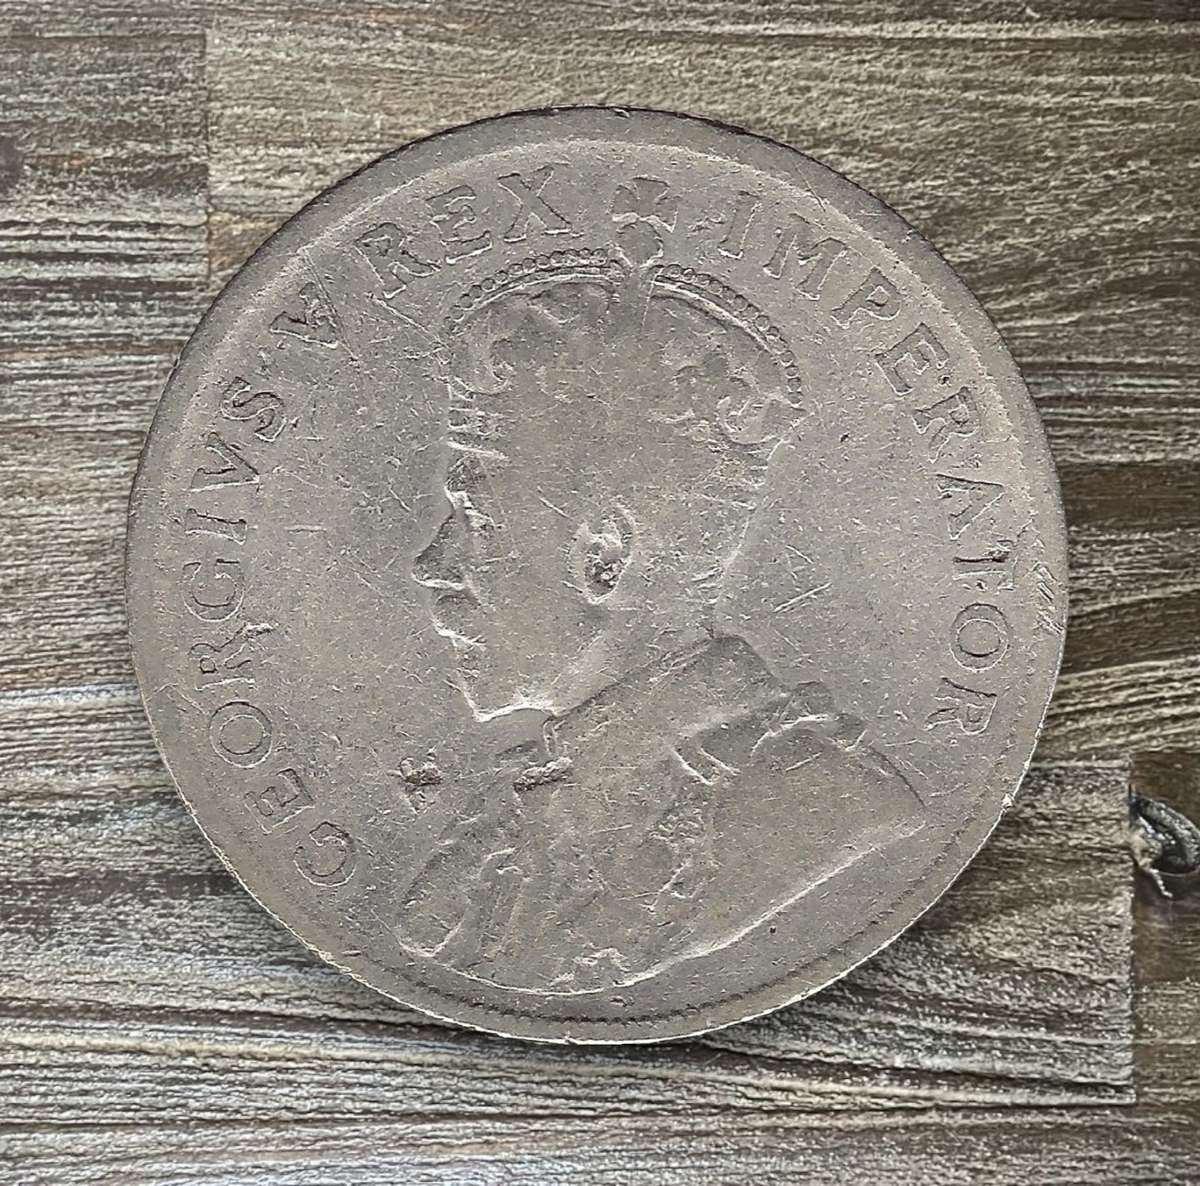 GEORGIVS V REX IMPERATOR